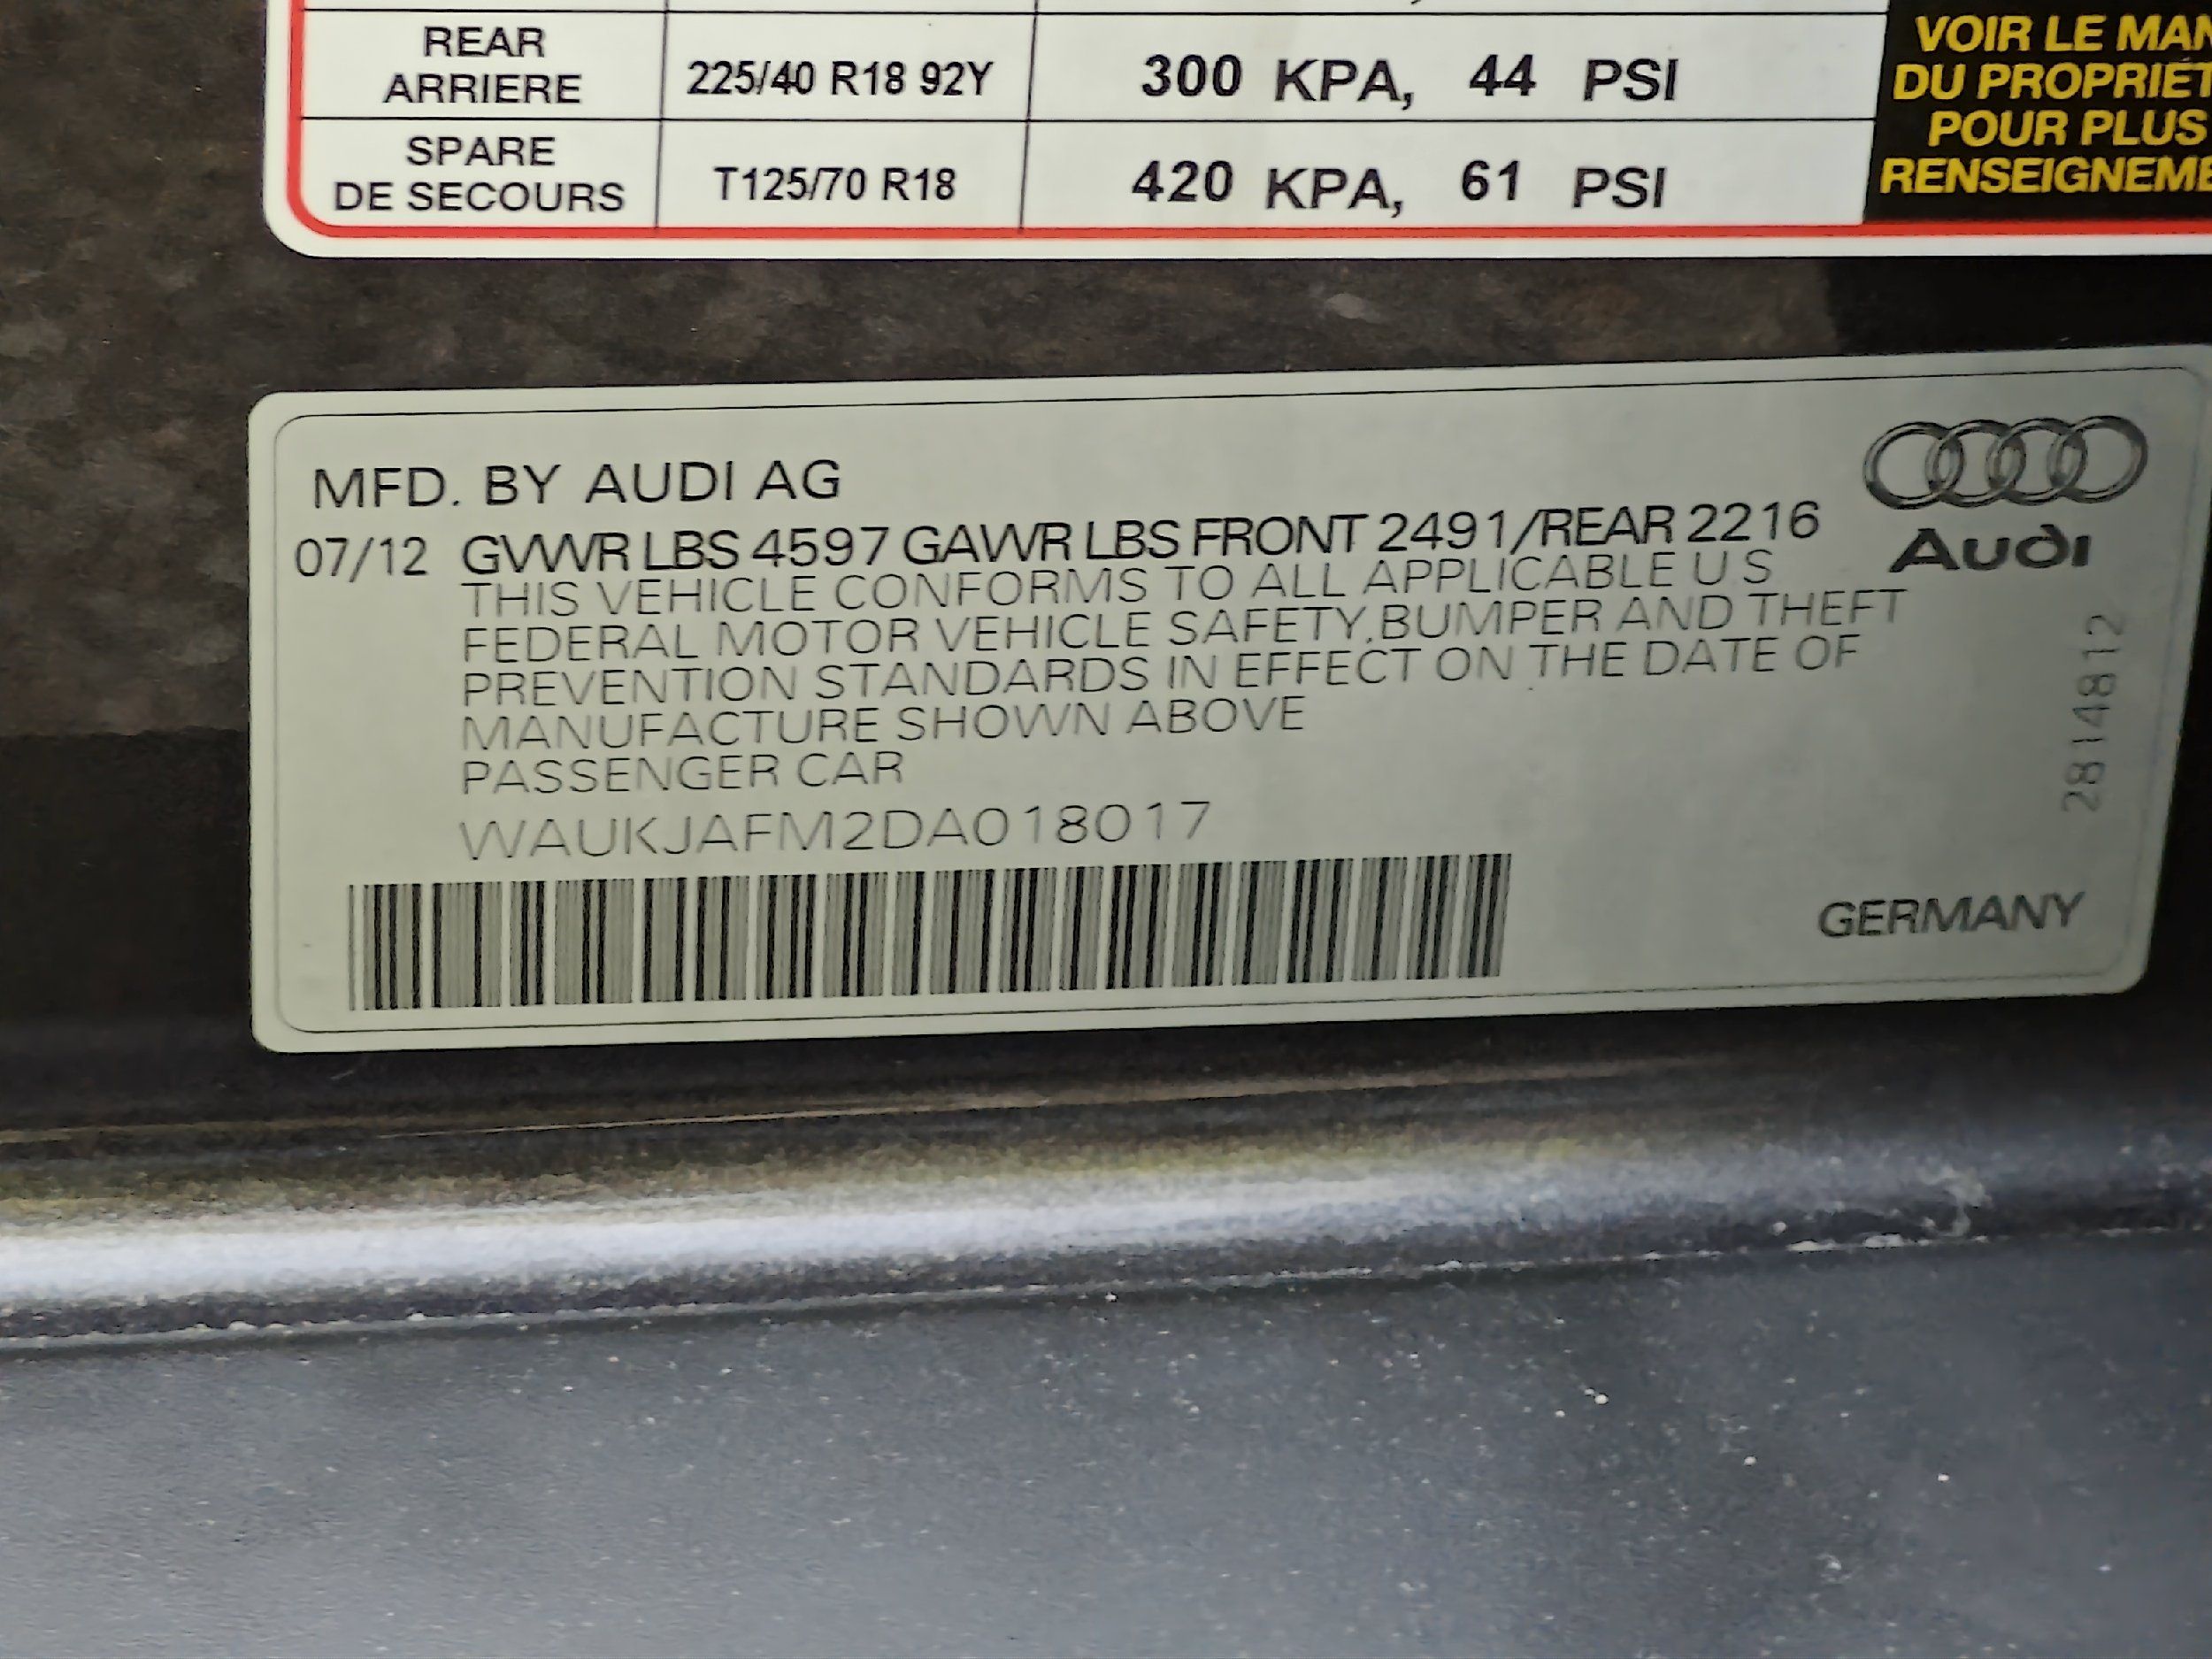 REAR
ARRIERE
225/40 R18 92Y
300 KPA, 44 PSI
SPARE
DE SECOURS
T125/70 R18
420 KPA, 61 PSI
VOIR LE
DU
POUR PLUS
MFD. BY AUDI AG
07/12 GVWR LBS 4597 GAWR LBS FRONT 2491/REAR 2216
THIS VEHICLE CONFORMS TO ALL APPLICABLE U S
FEDERAL MOTOR VEHICLE SAFETY,BUMPER AND THEFT
PREVENTION STANDARDS IN EFFECT ON THE DATE OF
MANUFACTURE SHOWN ABOVE
PASSENGER CAR
WAUKJAFM2DA018017
Audi
2814812
GERMANY